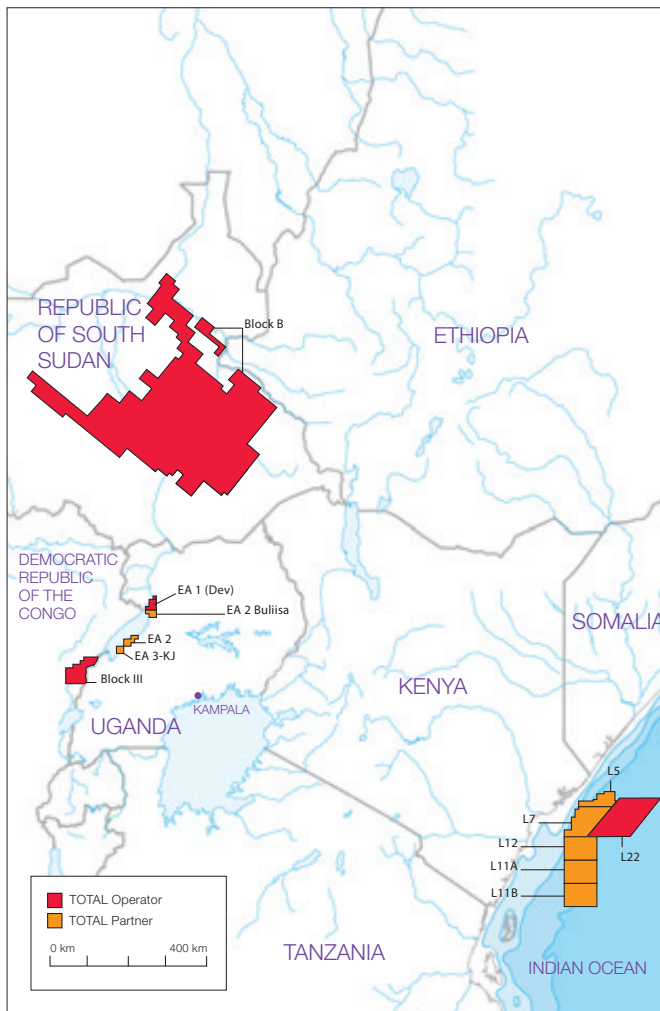 REPUBLIC
OF SOUTH
SUDAN
Block B
ETHIOPIA
DEMOCRATIC
REPUBLIC
OF THE
CONGO
EA 1 (Dev)
EA 2 Buliisa
EA 2
EA 3-KJ
Block III
SOMALIA
KENYA
KAMPALA
UGANDA
L5
L7
L12
L22
L11A
L11B
TOTAL Operator
TOTAL Partner
0 km
400 km
TANZANIA
INDIAN OCEAN